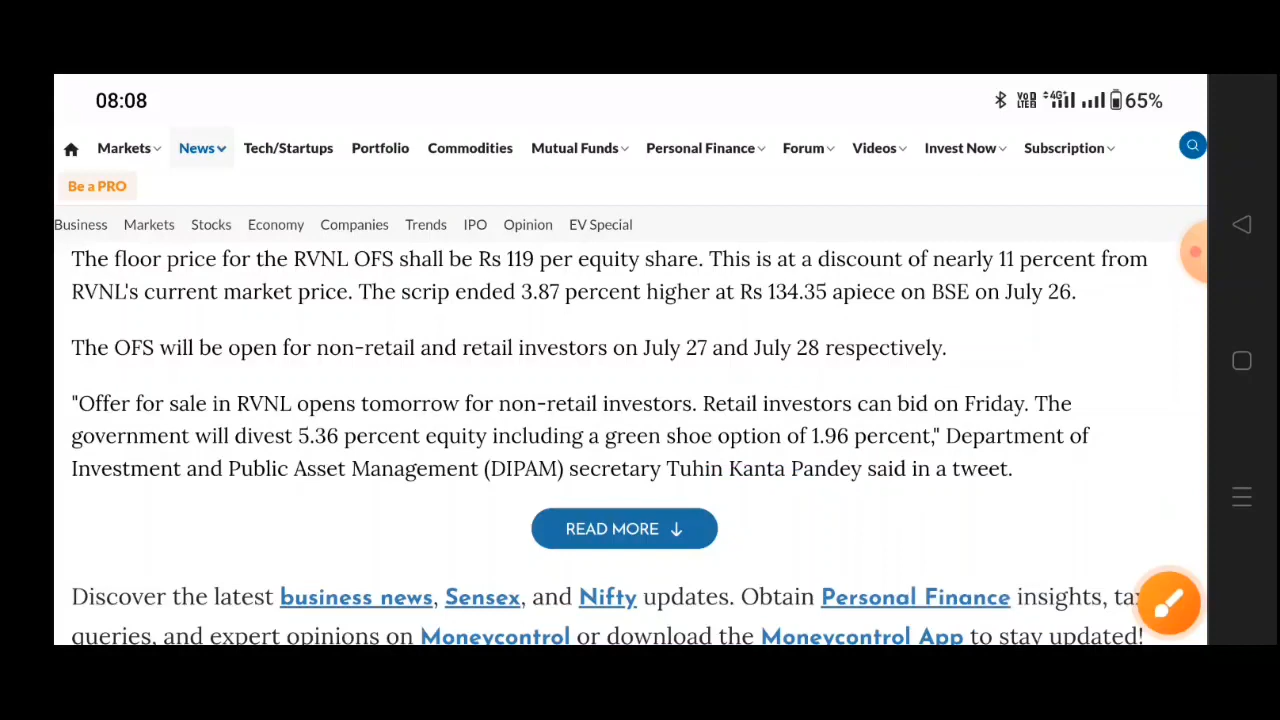 08:08
VoD LTER 4G+ 65%
Markets News Tech/Startups Portfolio Commodities Mutual Funds Personal Finance Forum Videos Invest Now Subscription
Be a PRO
Business Markets Stocks Economy Companies Trends IPO Opinion EV Special
The floor price for the RVNL OFS shall be Rs 119 per equity share. This is at a discount of nearly 11 percent from
RVNL's current market price. The scrip ended 3.87 percent higher at Rs 134.35 apiece on BSE on July 26.
The OFS will be open for non-retail and retail investors on July 27 and July 28 respectively.
"Offer for sale in RVNL opens tomorrow for non-retail investors. Retail investors can bid on Friday. The
government will divest 5.36 percent equity including a green shoe option of 1.96 percent," Department of
Investment and Public Asset Management (DIPAM) secretary Tuhin Kanta Pandey said in a tweet.
READ MORE ↓
Discover the latest business news, Sensex, and Nifty updates. Obtain Personal Finance insights, tax
queries, and expert opinions on Moneycontrol or download the Moneycontrol App to stay updated!